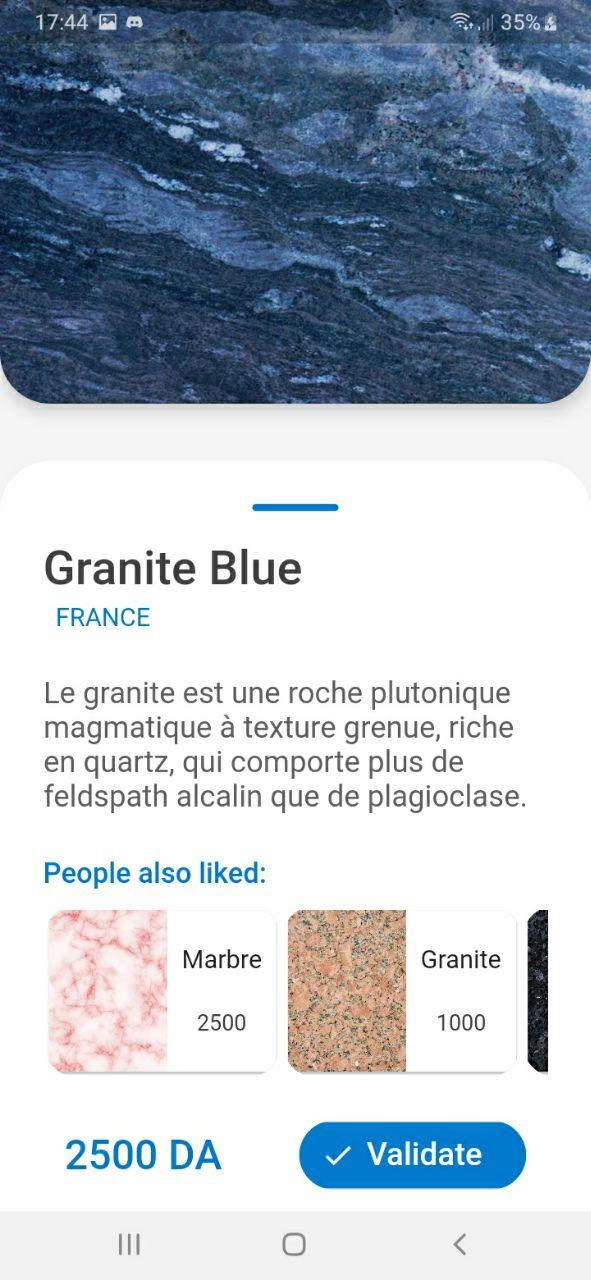 17:44 35%
Granite Blue
FRANCE
Le granite est une roche plutonique
magmatique à texture grenue, riche
en quartz, qui comporte plus de
feldspath alcalin que de plagioclase.
People also liked:
Marbre
2500
Granite
1000
2500 DA
Validate